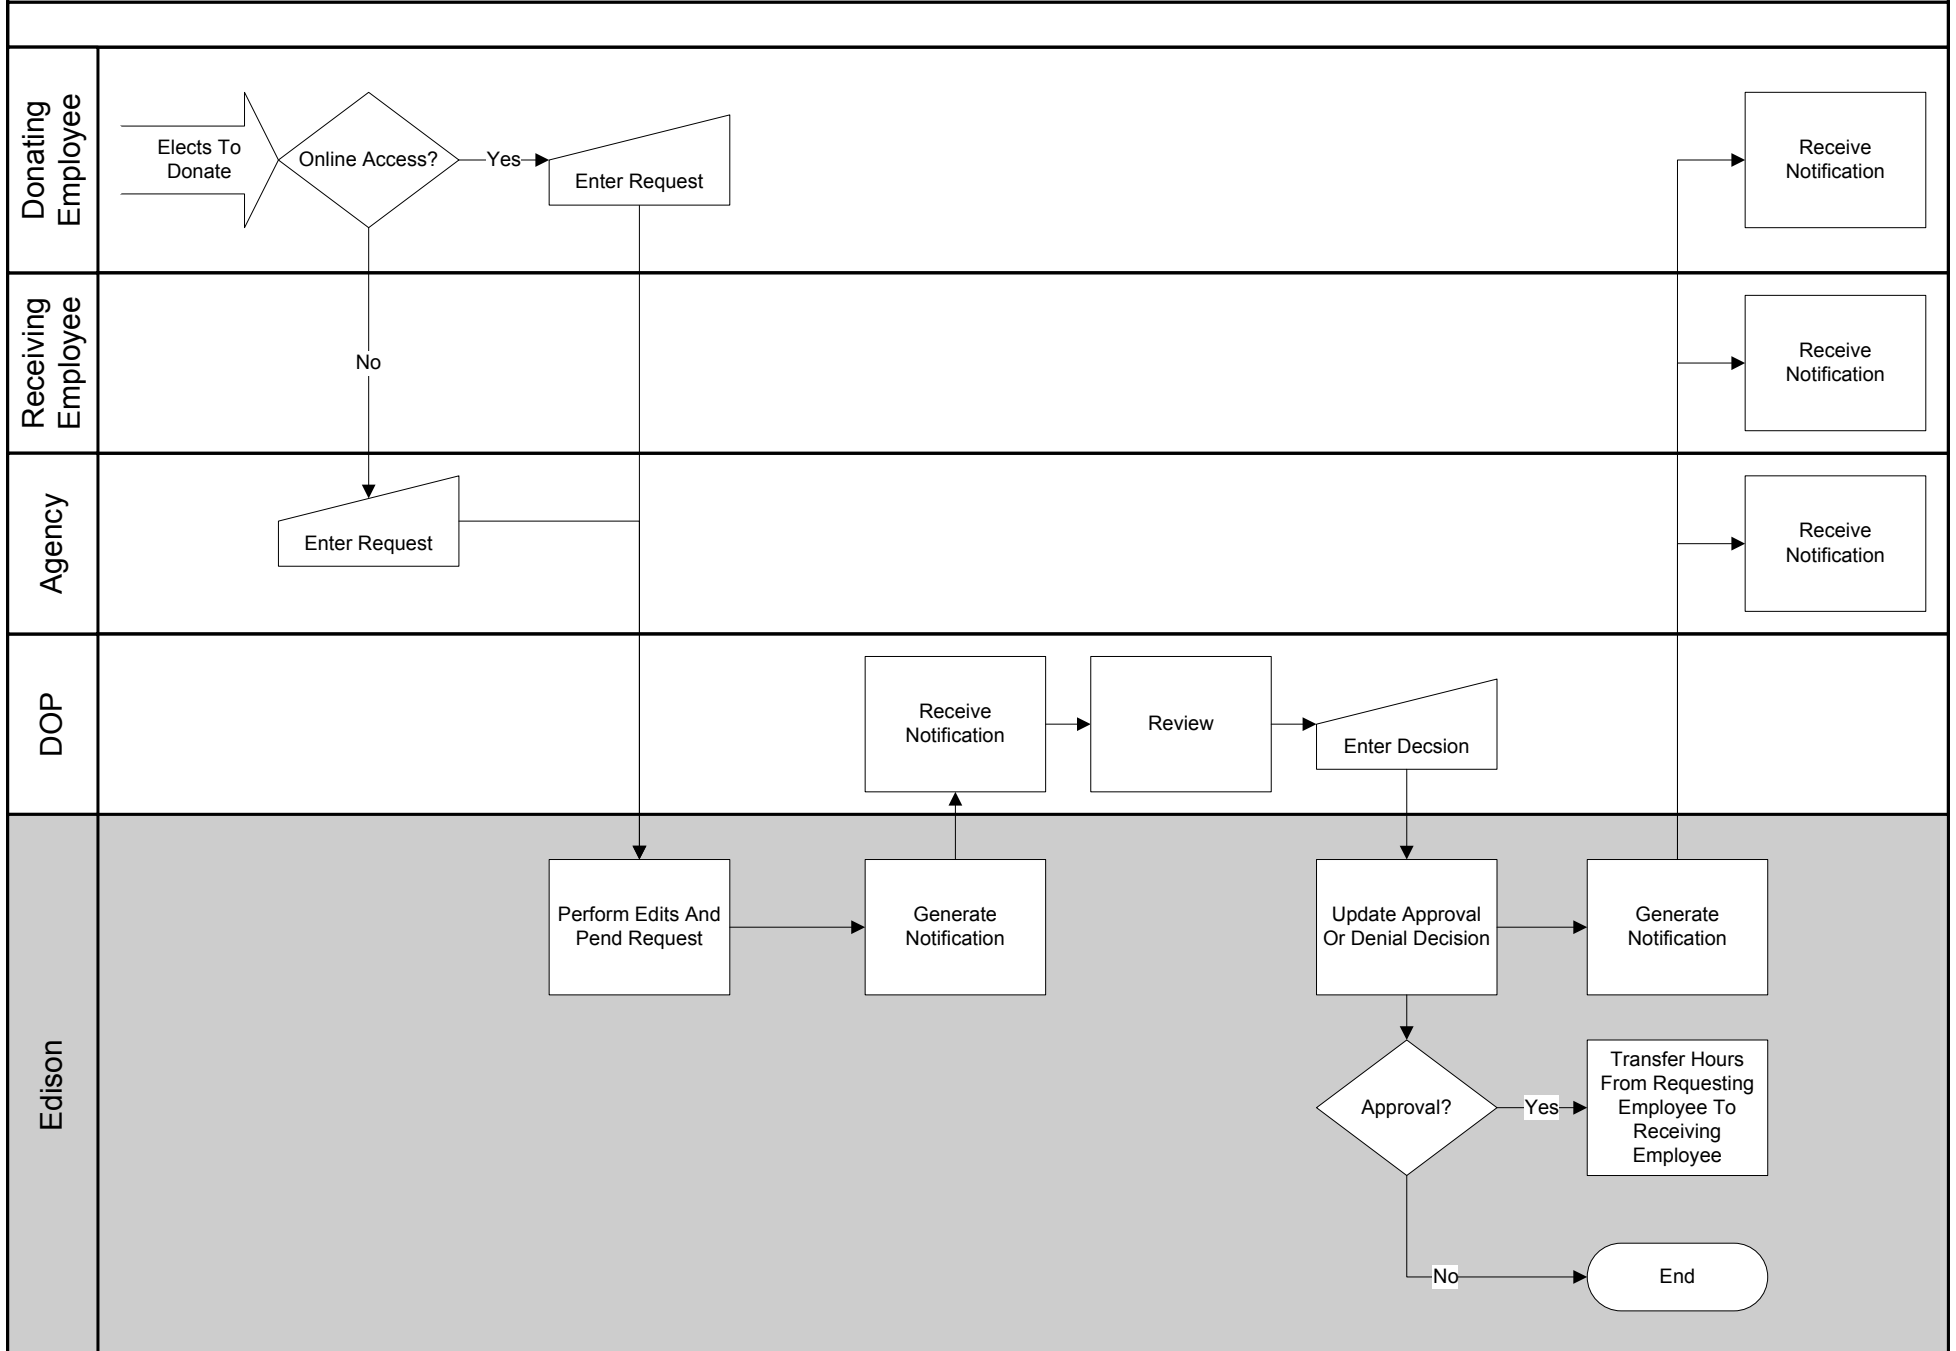 Donating
Employee
Elects To
Donate
Online Access?
Yes
Enter Request
Receive
Notification
Receiving
Employee
No
Receive
Notification
Agency
Enter Request
Receive
Notification
DOP
Receive
Notification
Review
Enter Decsion
Edison
Perform Edits And
Pend Request
Generate
Notification
Update Approval
Or Denial Decision
Generate
Notification
Approval?
Yes
Transfer Hours
From Requesting
Employee To
Receiving
Employee
No
End